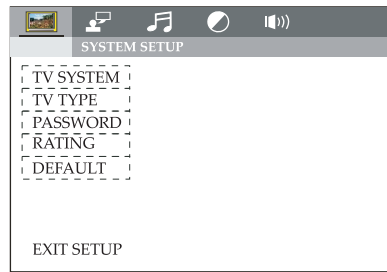 SYSTEM SETUP
TV SYSTEM
TV TYPE
PASSWORD
RATING
DEFAULT
EXIT SETUP